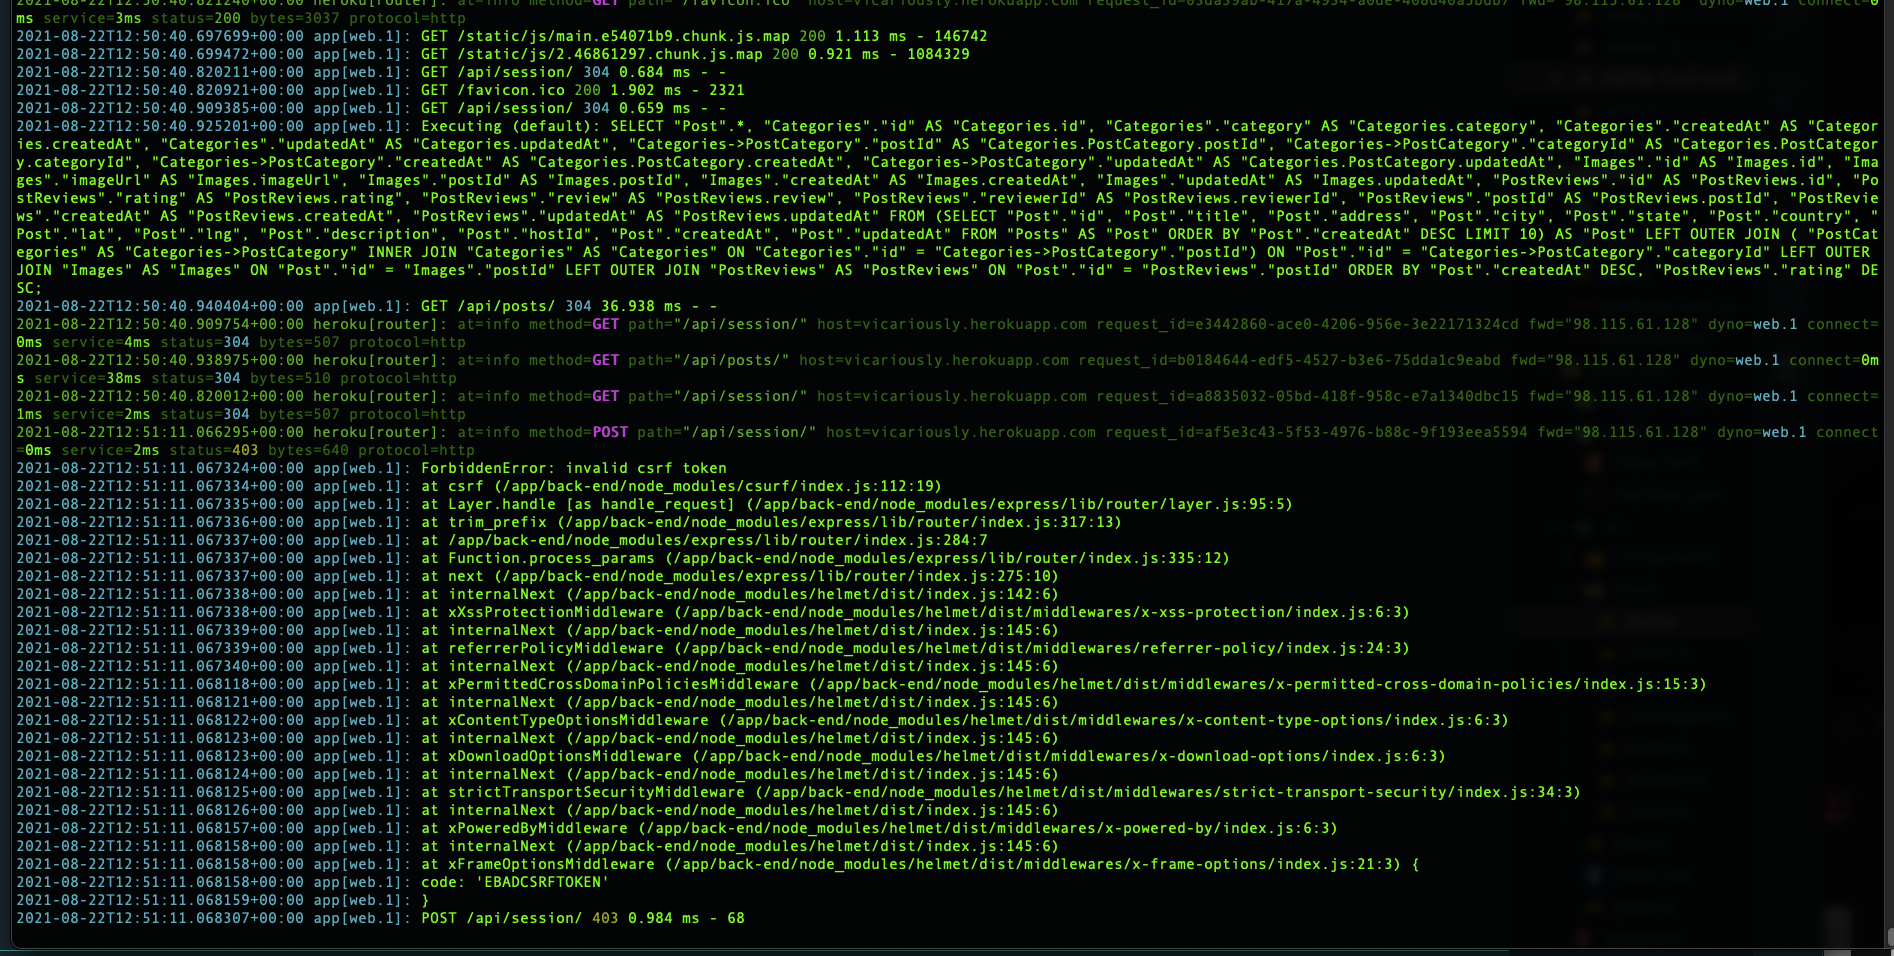 ms service=3ms status=200 bytes=3037 protocol=http
2021-08-22T12:50:40.697699+00:00 app[web.1]: GET /static/js/main.e54071b9.chunk.js.map 200 1.113 ms - 146742
2021-08-22T12:50:40.699472+00:00 app[web.1]: GET /static/js/2.46861297.chunk.js.map 200 0.921 ms - 1084329
2021-08-22T12:50:40.820211+00:00 app[web.1]: GET /api/session/ 304 0.684 ms - -
2021-08-22T12:50:40.820921+00:00 app[web.1]: GET /favicon.ico 200 1.902 ms - 2321
2021-08-22T12:50:40.909385+00:00 app[web.1]: GET /api/session/ 304 0.659 ms - -
2021-08-22T12:50:40.925201+00:00 app[web.1]: Executing (default): SELECT "Post".*, "Categories"."id" AS "Categories.id", "Categories"."category" AS "Categories.category", "Categories"."createdAt" AS "Categor
ies.createdAt", "Categories"."updatedAt" AS "Categories.updatedAt", "Categories->PostCategory"."postId" AS "Categories.PostCategory.postId", "Categories->PostCategory"."categoryId" AS "Categories.PostCategor
y.categoryId", "Categories->PostCategory"."createdAt" AS "Categories.PostCategory.createdAt", "Categories->PostCategory"."updatedAt" AS "Categories.PostCategory.updatedAt", "Images"."id" AS "Images.id", "Ima
ges"."imageUrl" AS "Images.imageUrl", "Images"."postId" AS "Images.postId", "Images"."createdAt" AS "Images.createdAt", "Images"."updatedAt" AS "Images.updatedAt", "PostReviews"."id" AS "PostReviews.id", "Po
stReviews"."rating" AS "PostReviews.rating", "PostReviews"."review" AS "PostReviews.review", "PostReviews"."reviewerId" AS "PostReviews.reviewerId", "PostReviews"."postId" AS "PostReviews.postId", "PostRevie
ws"."createdAt" AS "PostReviews.createdAt", "PostReviews"."updatedAt" AS "PostReviews.updatedAt" FROM (SELECT "Post"."id", "Post"."title", "Post"."address", "Post"."city", "Post"."state", "Post"."country", "
Post"."lat", "Post"."lng", "Post"."description", "Post"."hostId", "Post"."createdAt", "Post"."updatedAt" FROM "Posts" AS "Post" ORDER BY "Post"."createdAt" DESC LIMIT 10) AS "Post" LEFT OUTER JOIN ( "PostCat
egories" AS "Categories->PostCategory" INNER JOIN "Categories" AS "Categories" ON "Categories"."id" = "Categories->PostCategory"."postId") ON "Post"."id" = "Categories->PostCategory"."categoryId" LEFT OUTER
JOIN "Images" AS "Images" ON "Post"."id" = "Images"."postId" LEFT OUTER JOIN "PostReviews" AS "PostReviews" ON "Post"."id" = "PostReviews"."postId" ORDER BY "Post"."createdAt" DESC, "PostReviews"."rating" DE
SC;
2021-08-22T12:50:40.940404+00:00 app[web.1]: GET /api/posts/ 304 36.938 ms - -
2021-08-22T12:50:40.909754+00:00 heroku[router]: at=info method=GET path="/api/session/" host=vicariously.herokuapp.com request_id=e3442860-ace0-4206-956e-3e22171324cd fwd="98.115.61.128" dyno=web.1 connect=
0ms service=4ms status=304 bytes=507 protocol=http
2021-08-22T12:50:40.938975+00:00 heroku[router]: at=info method=GET path="/api/posts/" host=vicariously.herokuapp.com request_id=b0184644-edf5-4527-b3e6-75dda1c9eabd fwd="98.115.61.128" dyno=web.1 connect=0m
s service=38ms status=304 bytes=510 protocol=http
2021-08-22T12:50:40.820012+00:00 heroku[router]: at=info method=GET path="/api/session/" host=vicariously.herokuapp.com request_id=a8835032-05bd-418f-958c-e7a1340dbc15 fwd="98.115.61.128" dyno=web.1 connect=
1ms service=2ms status=304 bytes=507 protocol=http
2021-08-22T12:51:11.066295+00:00 heroku[router]: at=info method=POST path="/api/session/" host=vicariously.herokuapp.com request_id=af5e3c43-5f53-4976-b88c-9f193eea5594 fwd="98.115.61.128" dyno=web.1 connect
=0ms service=2ms status=403 bytes=640 protocol=http
2021-08-22T12:51:11.067324+00:00 app[web.1]: ForbiddenError: invalid csrf token
2021-08-22T12:51:11.067334+00:00 app[web.1]: at csrf (/app/back-end/node_modules/csurf/index.js:112:19)
2021-08-22T12:51:11.067335+00:00 app[web.1]: at Layer.handle [as handle_request] (/app/back-end/node_modules/express/lib/router/layer.js:95:5)
2021-08-22T12:51:11.067336+00:00 app[web.1]: at trim_prefix (/app/back-end/node_modules/express/lib/router/index.js:317:13)
2021-08-22T12:51:11.067337+00:00 app[web.1]: at /app/back-end/node_modules/express/lib/router/index.js:284:7
2021-08-22T12:51:11.067337+00:00 app[web.1]: at Function.process_params (/app/back-end/node_modules/express/lib/router/index.js:335:12)
2021-08-22T12:51:11.067337+00:00 app[web.1]: at next (/app/back-end/node_modules/express/lib/router/index.js:275:10)
2021-08-22T12:51:11.067338+00:00 app[web.1]: at internalNext (/app/back-end/node_modules/helmet/dist/index.js:142:6)
2021-08-22T12:51:11.067338+00:00 app[web.1]: at xXssProtectionMiddleware (/app/back-end/node_modules/helmet/dist/middlewares/x-xss-protection/index.js:6:3)
2021-08-22T12:51:11.067339+00:00 app[web.1]: at internalNext (/app/back-end/node_modules/helmet/dist/index.js:145:6)
2021-08-22T12:51:11.067339+00:00 app[web.1]: at referrerPolicyMiddleware (/app/back-end/node_modules/helmet/dist/middlewares/referrer-policy/index.js:24:3)
2021-08-22T12:51:11.067340+00:00 app[web.1]: at internalNext (/app/back-end/node_modules/helmet/dist/index.js:145:6)
2021-08-22T12:51:11.068118+00:00 app[web.1]: at xPermittedCrossDomainPoliciesMiddleware (/app/back-end/node_modules/helmet/dist/middlewares/x-permitted-cross-domain-policies/index.js:15:3)
2021-08-22T12:51:11.068121+00:00 app[web.1]: at internalNext (/app/back-end/node_modules/helmet/dist/index.js:145:6)
2021-08-22T12:51:11.068122+00:00 app[web.1]: at xContentTypeOptionsMiddleware (/app/back-end/node_modules/helmet/dist/middlewares/x-content-type-options/index.js:6:3)
2021-08-22T12:51:11.068123+00:00 app[web.1]: at internalNext (/app/back-end/node_modules/helmet/dist/index.js:145:6)
2021-08-22T12:51:11.068123+00:00 app[web.1]: at xDownloadOptionsMiddleware (/app/back-end/node_modules/helmet/dist/middlewares/x-download-options/index.js:6:3)
2021-08-22T12:51:11.068124+00:00 app[web.1]: at internalNext (/app/back-end/node_modules/helmet/dist/index.js:145:6)
2021-08-22T12:51:11.068125+00:00 app[web.1]: at strictTransportSecurityMiddleware (/app/back-end/node_modules/helmet/dist/middlewares/strict-transport-security/index.js:34:3)
2021-08-22T12:51:11.068126+00:00 app[web.1]: at internalNext (/app/back-end/node_modules/helmet/dist/index.js:145:6)
2021-08-22T12:51:11.068157+00:00 app[web.1]: at xPoweredByMiddleware (/app/back-end/node_modules/helmet/dist/middlewares/x-powered-by/index.js:6:3)
2021-08-22T12:51:11.068158+00:00 app[web.1]: at internalNext (/app/back-end/node_modules/helmet/dist/index.js:145:6)
2021-08-22T12:51:11.068158+00:00 app[web.1]: at xFrameOptionsMiddleware (/app/back-end/node_modules/helmet/dist/middlewares/x-frame-options/index.js:21:3) {
2021-08-22T12:51:11.068158+00:00 app[web.1]: code: 'EBADCSRFTOKEN'
2021-08-22T12:51:11.068159+00:00 app[web.1]: }
2021-08-22T12:51:11.068307+00:00 app[web.1]: POST /api/session/ 403 0.984 ms - 68